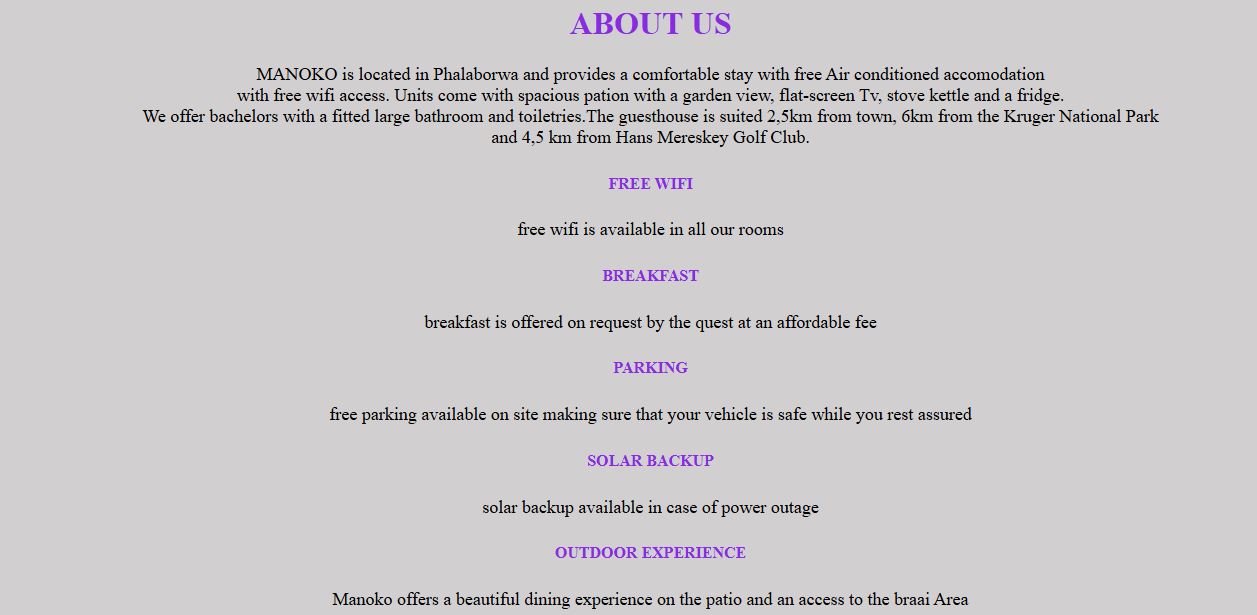 ABOUT US
MANOKO is located in Phalaborwa and provides a comfortable stay with free Air conditioned accomodation
with free wifi access. Units come with spacious pation with a garden view, flat-screen Tv, stove kettle and a fridge.
We offer bachelors with a fitted large bathroom and toiletries.The guesthouse is suited 2,5km from town, 6km from the Kruger National Park
and 4,5 km from Hans Mereskey Golf Club.
FREE WIFI
free wifi is available in all our rooms
BREAKFAST
breakfast is offered on request by the quest at an affordable fee
PARKING
free parking available on site making sure that your vehicle is safe while you rest assured
SOLAR BACKUP
solar backup available in case of power outage
OUTDOOR EXPERIENCE
Manoko offers a beautiful dining experience on the patio and an access to the braai Area